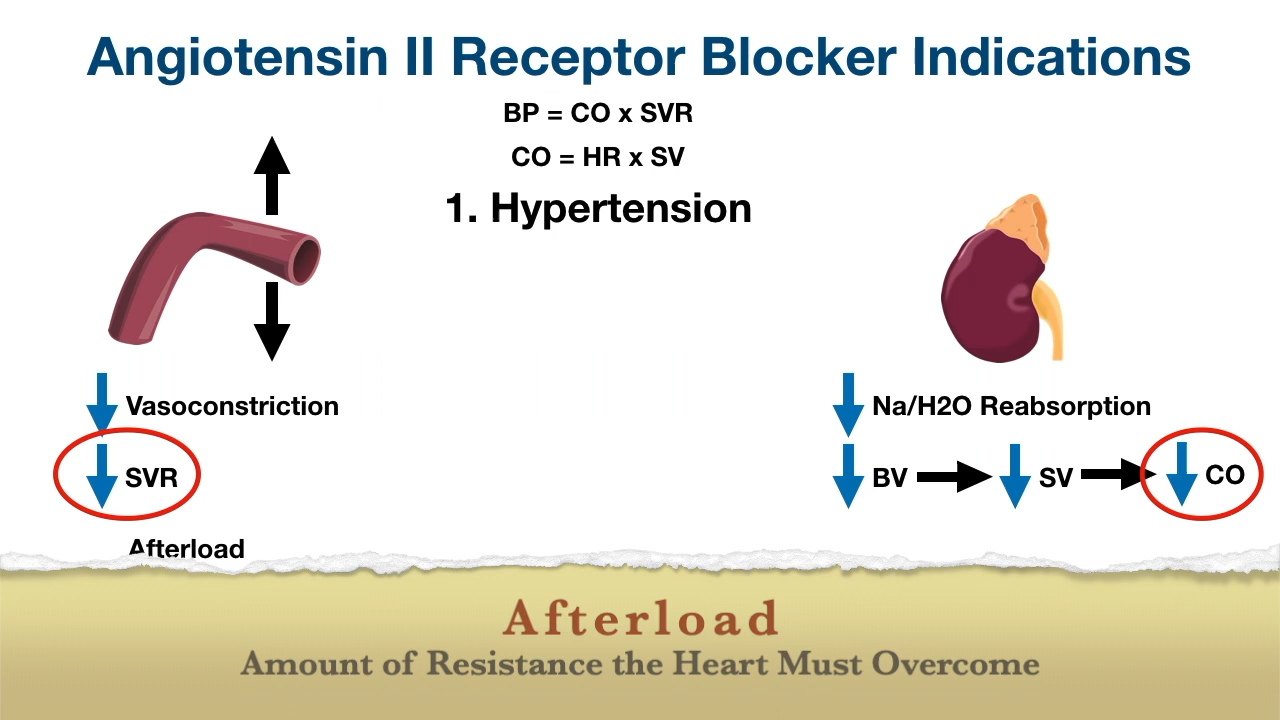 Angiotensin II Receptor Blocker Indications
BP = CO x SVR
CO = HR x SV
1. Hypertension
Vasoconstriction
SVR
Afterload
Na/H2O Reabsorption
BV
SV
CO
Afterload
Amount of Resistance the Heart Must Overcome